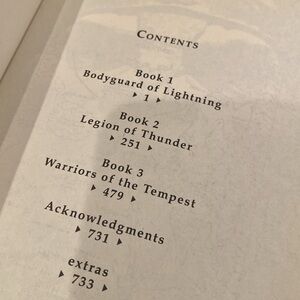 CONTENTS
Book 1
Bodyguard of Lightning
▸ 1 ▸
Book 2
Legion of Thunder
▸ 251 ▸
Book 3
Warriors of the Tempest
▸ 479 ▸
Acknowledgments
▸ 731 ▸
extras
▸ 733 ▸